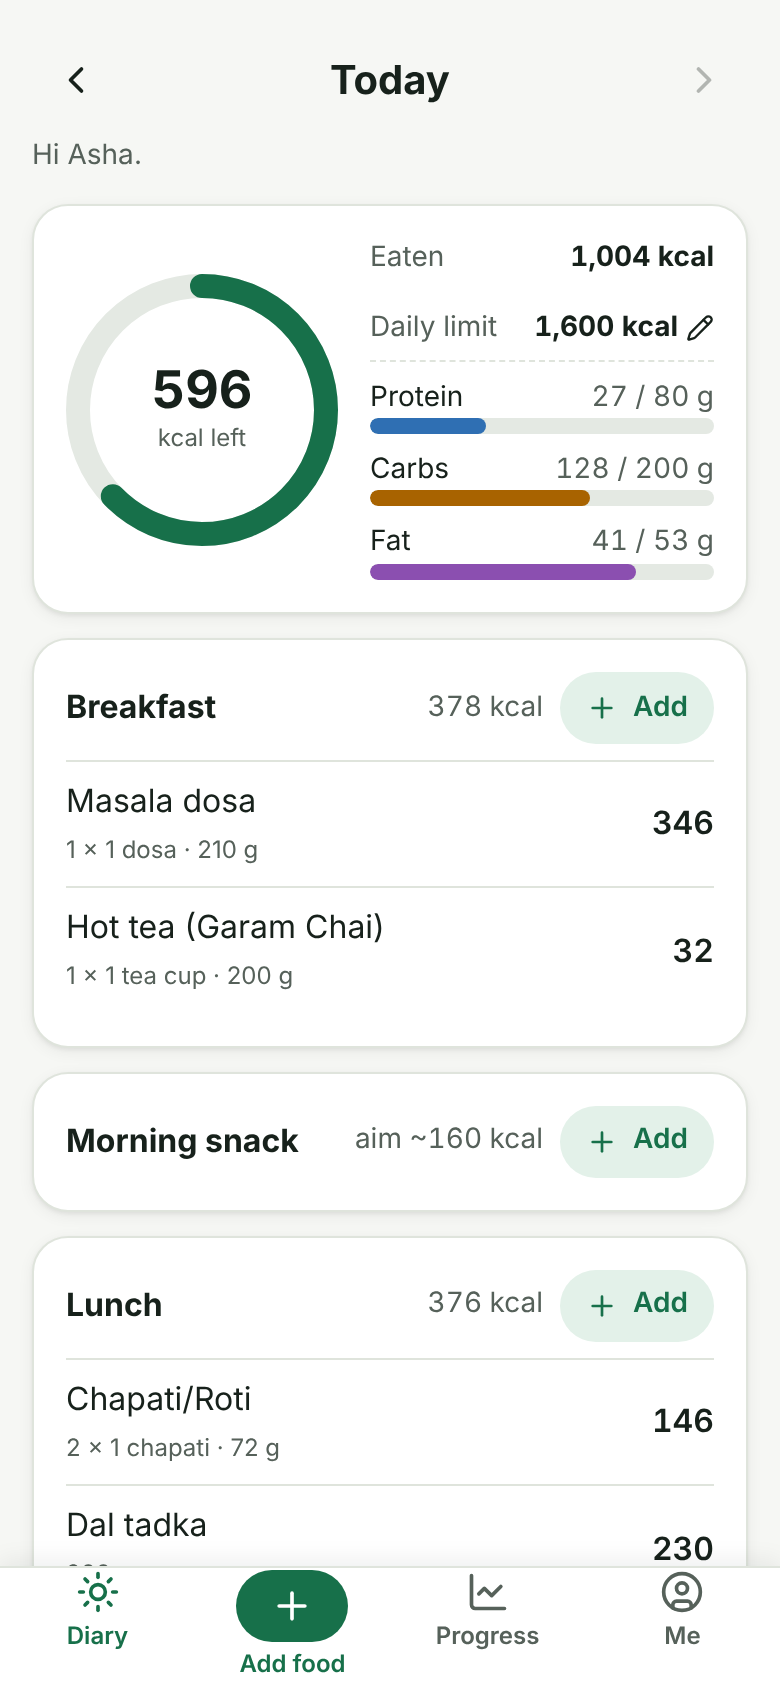 Today
Hi Asha.
596
kcal left
Eaten 1,004 kcal
Daily limit 1,600 kcal
Protein 27 / 80 g
Carbs 128 / 200 g
Fat 41 / 53 g
Breakfast 378 kcal + Add
Masala dosa 346
1 × 1 dosa · 210 g
Hot tea (Garam Chai) 32
1 × 1 tea cup · 200 g
Morning snack aim ~160 kcal + Add
Lunch 376 kcal + Add
Chapati/Roti 146
2 × 1 chapati · 72 g
Dal tadka 230
Diary Add food Progress Me